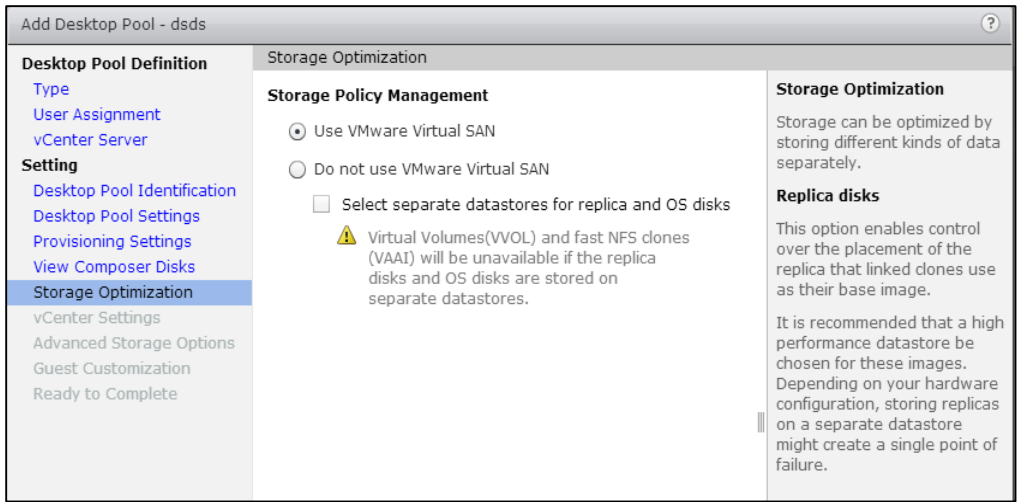 Add Desktop Pool - dsds
?
Desktop Pool Definition
Type
User Assignment
vCenter Server
Setting
Desktop Pool Identification
Desktop Pool Settings
Provisioning Settings
View Composer Disks
Storage Optimization
vCenter Settings
Advanced Storage Options
Guest Customization
Ready to Complete
Storage Optimization
Storage Policy Management
Use VMware Virtual SAN
Do not use VMware Virtual SAN
Select separate datastores for replica and OS disks
Virtual Volumes(VVOL) and fast NFS clones
(VAAI) will be unavailable if the replica
disks and OS disks are stored on
separate datastores.
Storage Optimization
Storage can be optimized by
storing different kinds of data
separately.
Replica disks
This option enables control
over the placement of the
replica that linked clones use
as their base image.
It is recommended that a high
performance datastore be
chosen for these images.
Depending on your hardware
configuration, storing replicas
on a separate datastore
might create a single point of
failure.